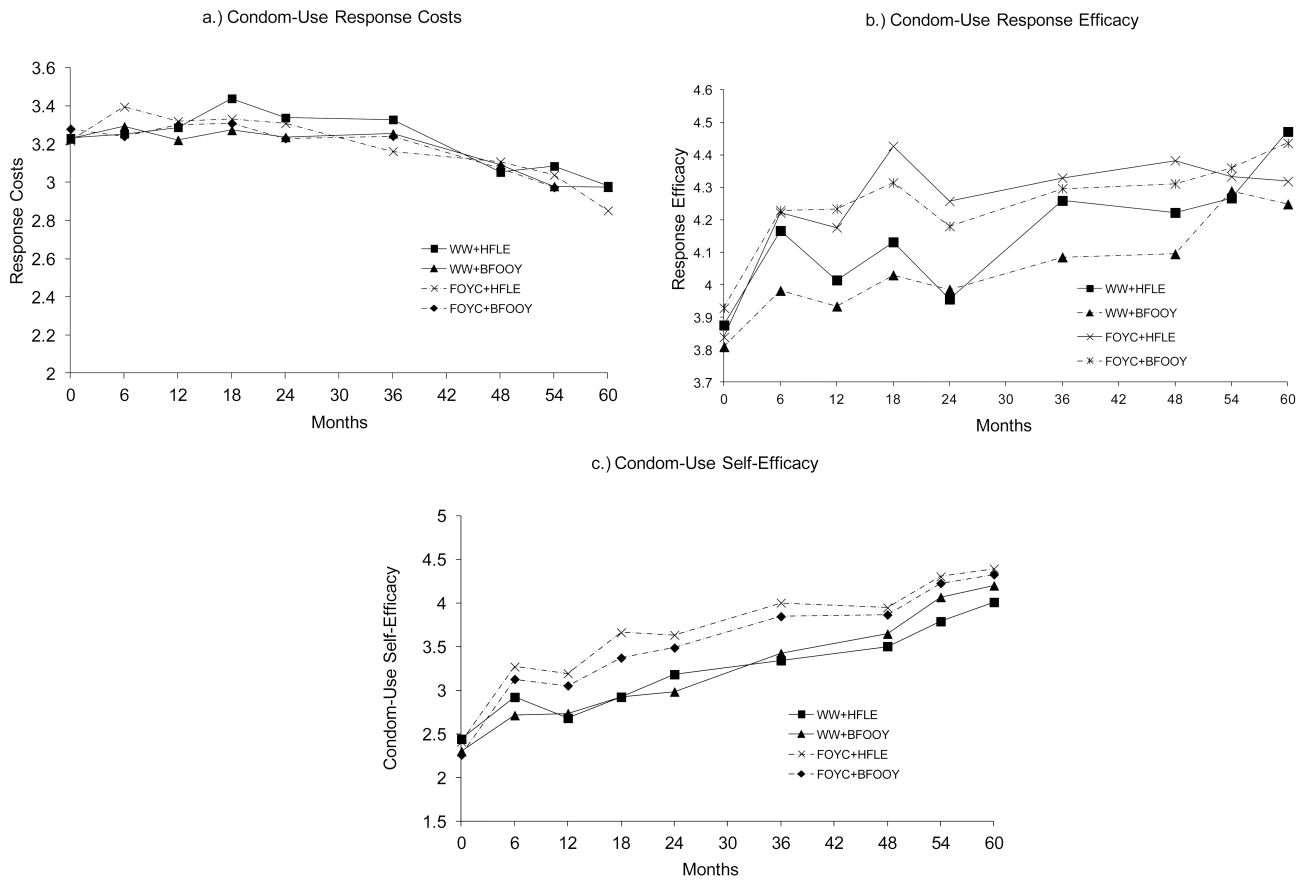 a.) Condom-Use Response Costs
3.6
3.4
3.2
3
2.8
2.6
2.4
2.2
2
Response Costs
0 6 12 18 24 30 36 42 48 54 60
Months
WW+HFLE
WW+BFOOY
FOYC+HFLE
FOYC+BFOOY
b.) Condom-Use Response Efficacy
4.6
4.5
4.4
4.3
4.2
4.1
4
3.9
3.8
3.7
Response Efficacy
0 6 12 18 24 36 42 48 54 60
Months
WW+HFLE
WW+BFOOY
FOYC+HFLE
FOYC+BFOOY
c.) Condom-Use Self-Efficacy
5
4.5
4
3.5
3
2.5
2
1.5
Condom-Use Self-Efficacy
0 6 12 18 24 30 36 42 48 54 60
Months
WW+HFLE
WW+BFOOY
FOYC+HFLE
FOYC+BFOOY